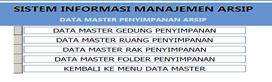 SISTEM INFORMASI MANAJEMEN ARSIP
DATA MASTER PENYIMPANAN ARSIP
DATA MASTER GEDUNG PENYIMPANAN
DATA MASTER RUANG PENYIMPANAN
DATA MASTER RAK PENYIMPANAN
DATA MASTER FOLDER PENYIMPANAN
KEMBALI KE MENU DATA MASTER